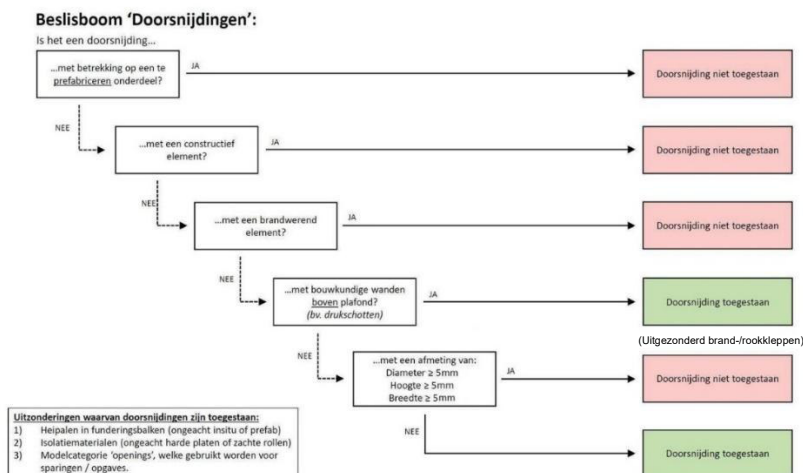 Beslisboom ‘Doorsnijdingen’:
Is het een doorsnijding...
...met betrekking op een te
prefabriceren onderdeel?
JA
Doorsnijding niet toegestaan
NEE
...met een constructief
element?
JA
Doorsnijding niet toegestaan
NEE
...met een brandwerend
element?
JA
Doorsnijding niet toegestaan
NEE
...met bouwkundige wanden
boven plafond?
(bv. drukschotten)
JA
Doorsnijding toegestaan
(Uitgezonderd brand-/rookkleppen)
NEE
...met een afmeting van:
Diameter ≥ 5mm
Hoogte ≥ 5mm
Breedte ≥ 5mm
JA
Doorsnijding niet toegestaan
NEE
Doorsnijding toegestaan
Uitzonderingen waarvan doorsnijdingen zijn toegestaan:
1) Heipalen in funderingsbalken (ongeacht insitu of prefab)
2) Isolatiematerialen (ongeacht harde platen of zachte rollen)
3) Modelcategorie ‘openings’, welke gebruikt worden voor
sparingen / opgaves.